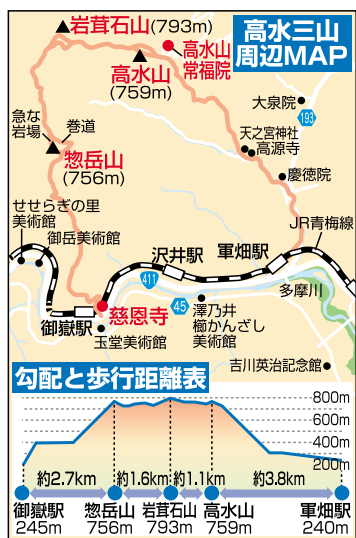 高水三山
周辺MAP
岩茸石山(793m)
高水山
常福院
高水山
(759m)
大泉院
193
急な
岩場
巻道
天之宮神社
高源寺
惣岳山
(756m)
慶徳院
せせらぎの里
美術館
御岳美術館
JR青梅線
沢井駅
軍畑駅
411
多摩川
慈恩寺
45
澤乃井
櫛かんざし
美術館
御嶽駅
玉堂美術館
吉川英治記念館
勾配と歩行距離表
800m
600m
400m
200m
約2.7km
約1.6km
約1.1km
約3.8km
御嶽駅
245m
惣岳山
756m
岩茸石山
793m
高水山
759m
軍畑駅
240m